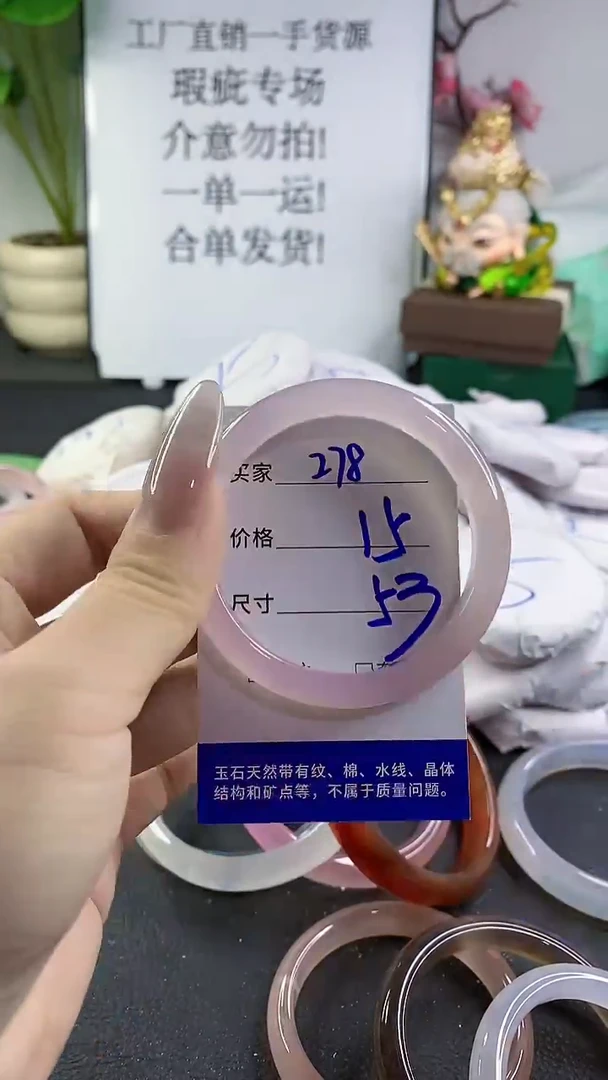 工厂直销一手货源
瑕疵专场
介意勿拍!
一单一运!
合单发货!
买家 278
价格 15
尺寸 53
玉石天然带有纹、棉、水线、晶体
结构和矿点等，不属于质量问题。